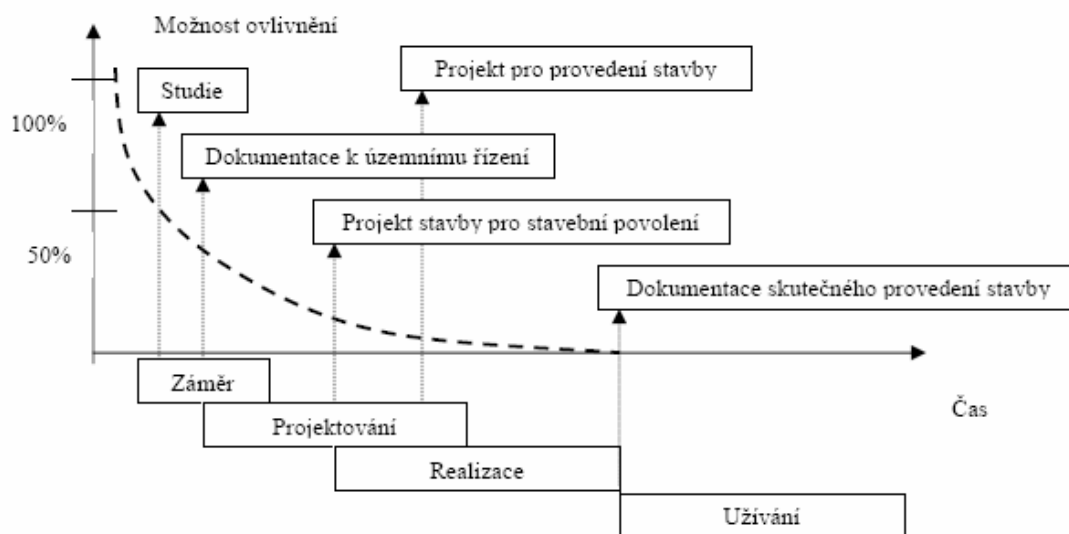 Možnost ovlivnění
Projekt pro provedení stavby
Studie
100%
Dokumentace k územnímu řízení
Projekt stavby pro stavební povolení
50%
Dokumentace skutečného provedení stavby
Záměr
Čas
Projektování
Realizace
Užívání